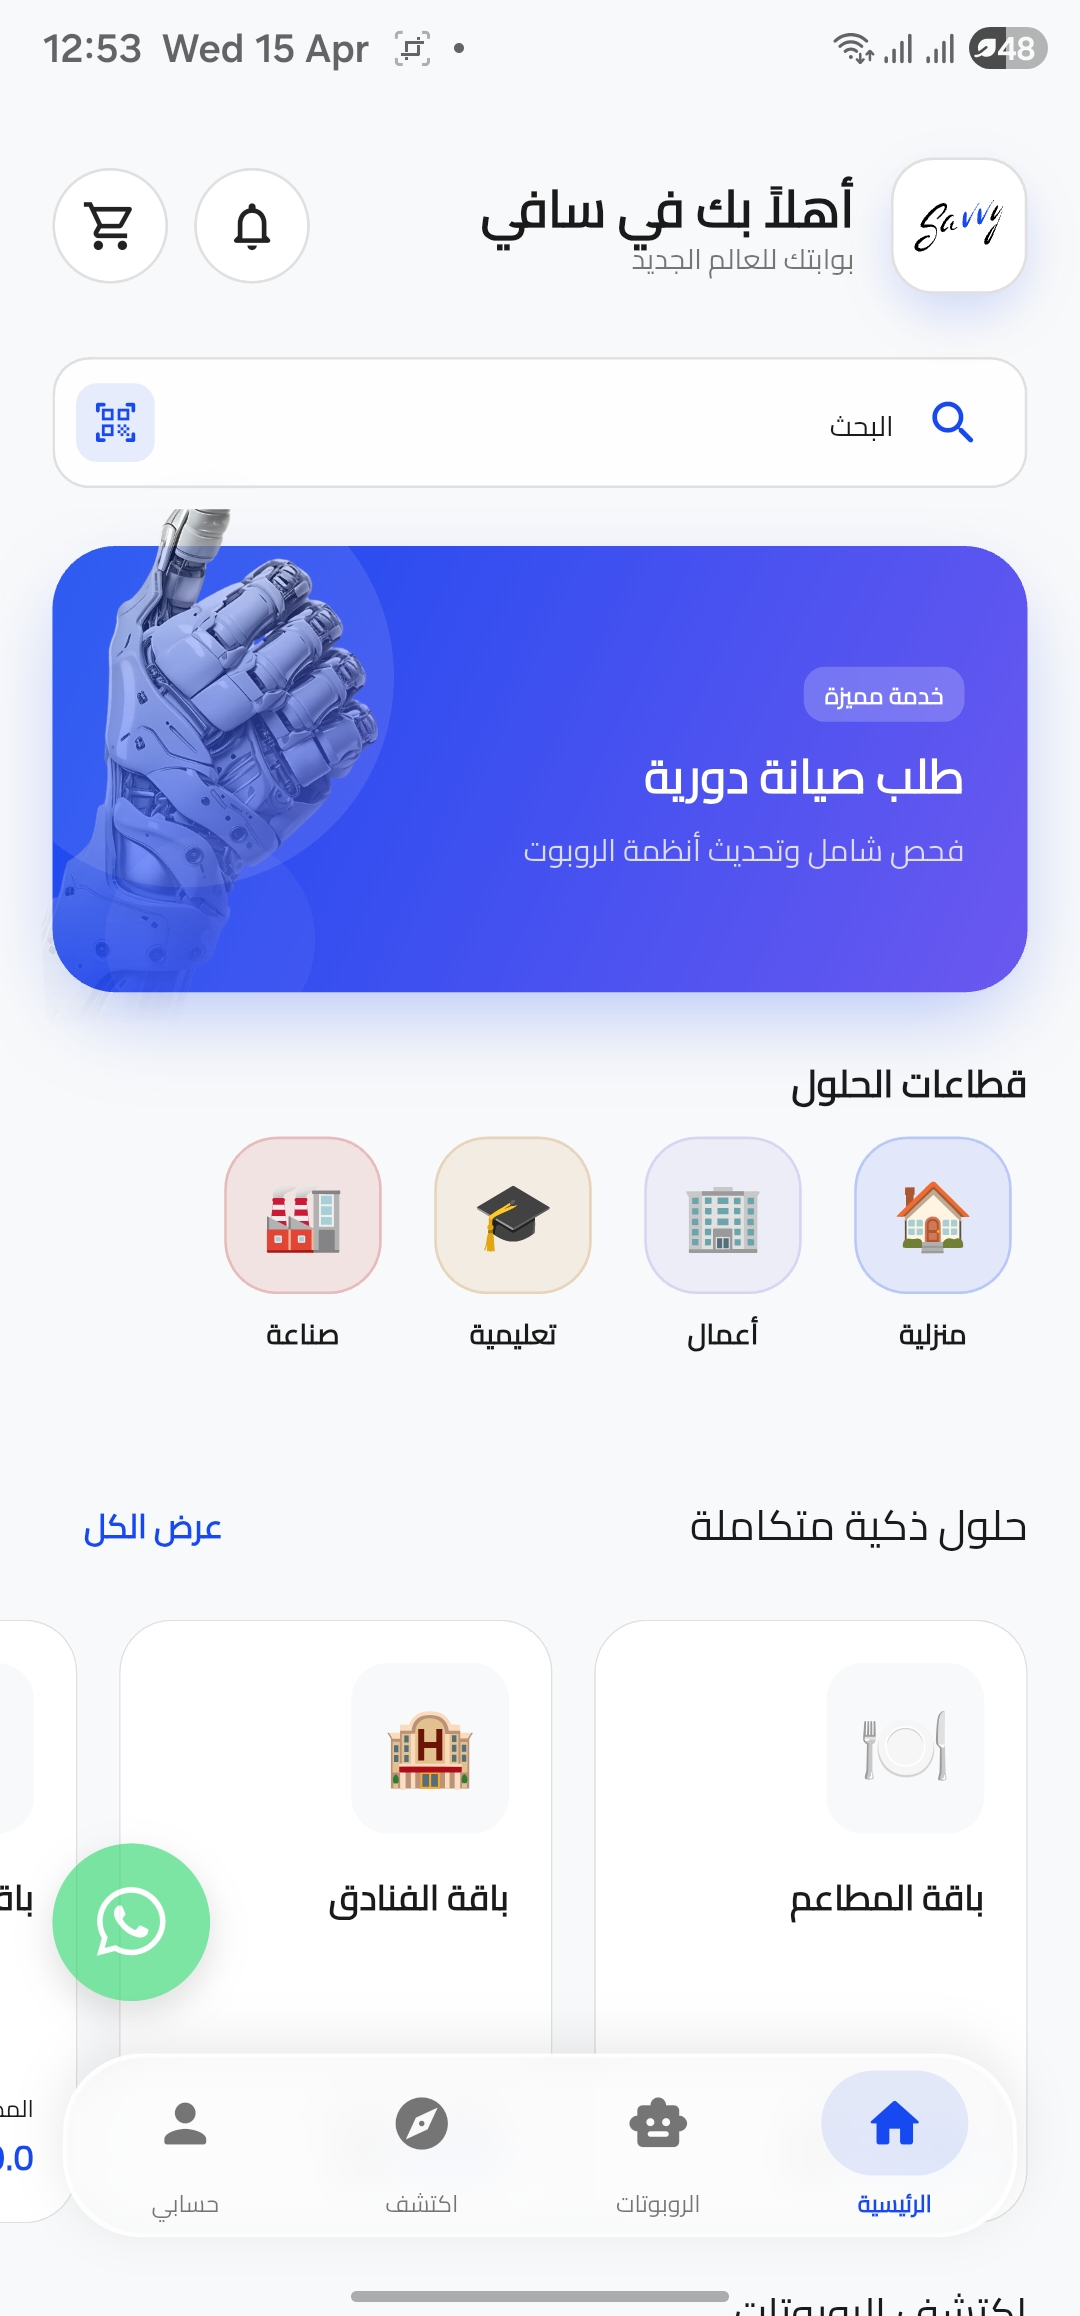 12:53 Wed 15 Apr
48
Savvy
أهلاً بك في سافي
بوابتك للعالم الجديد
البحث
خدمة مميزة
طلب صيانة دورية
فحص شامل وتحديث أنظمة الروبوت
قطاعات الحلول
منزلية
أعمال
تعليمية
صناعة
حلول ذكية متكاملة
عرض الكل
باقة المطاعم
باقة الفنادق
الرئيسية
الروبوتات
اكتشف
حسابي
اكتشف الروبوتات